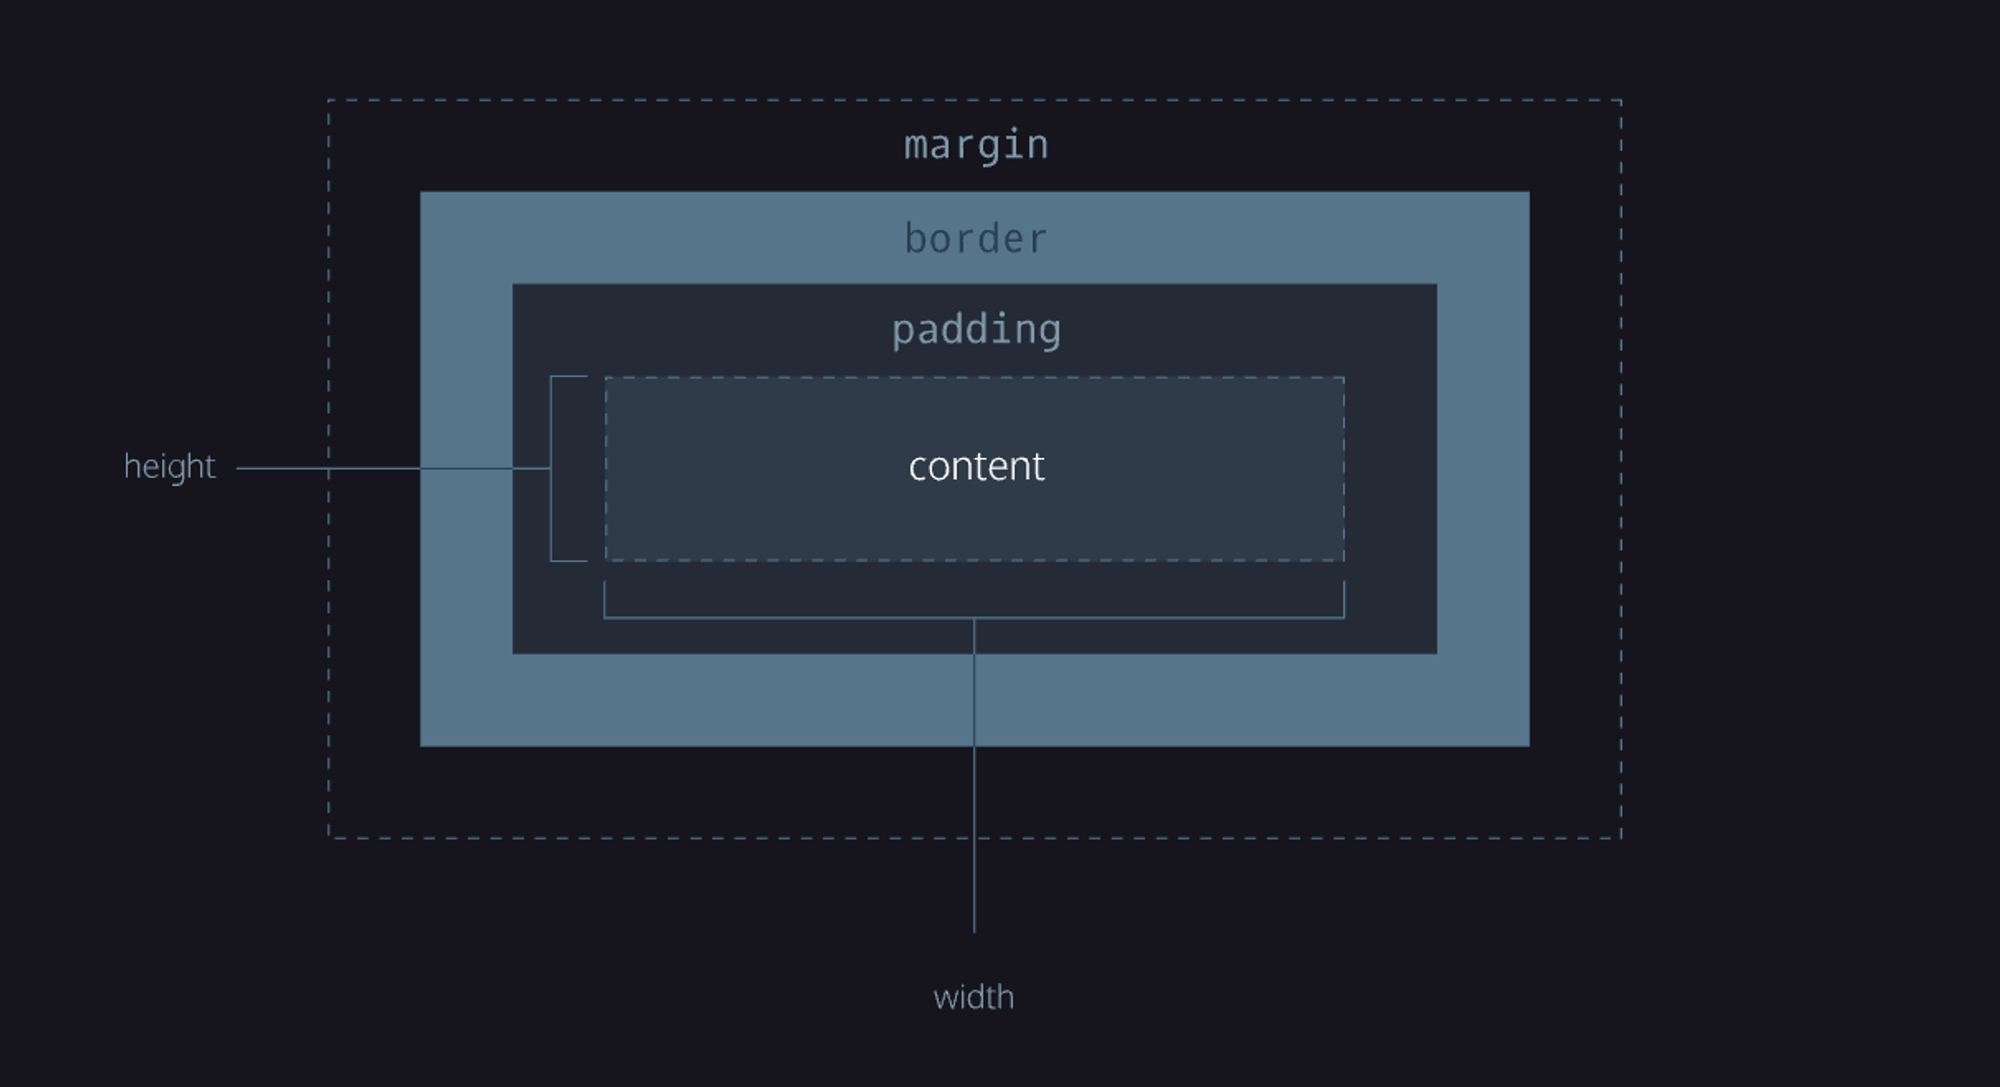 margin
border
padding
content
height
width